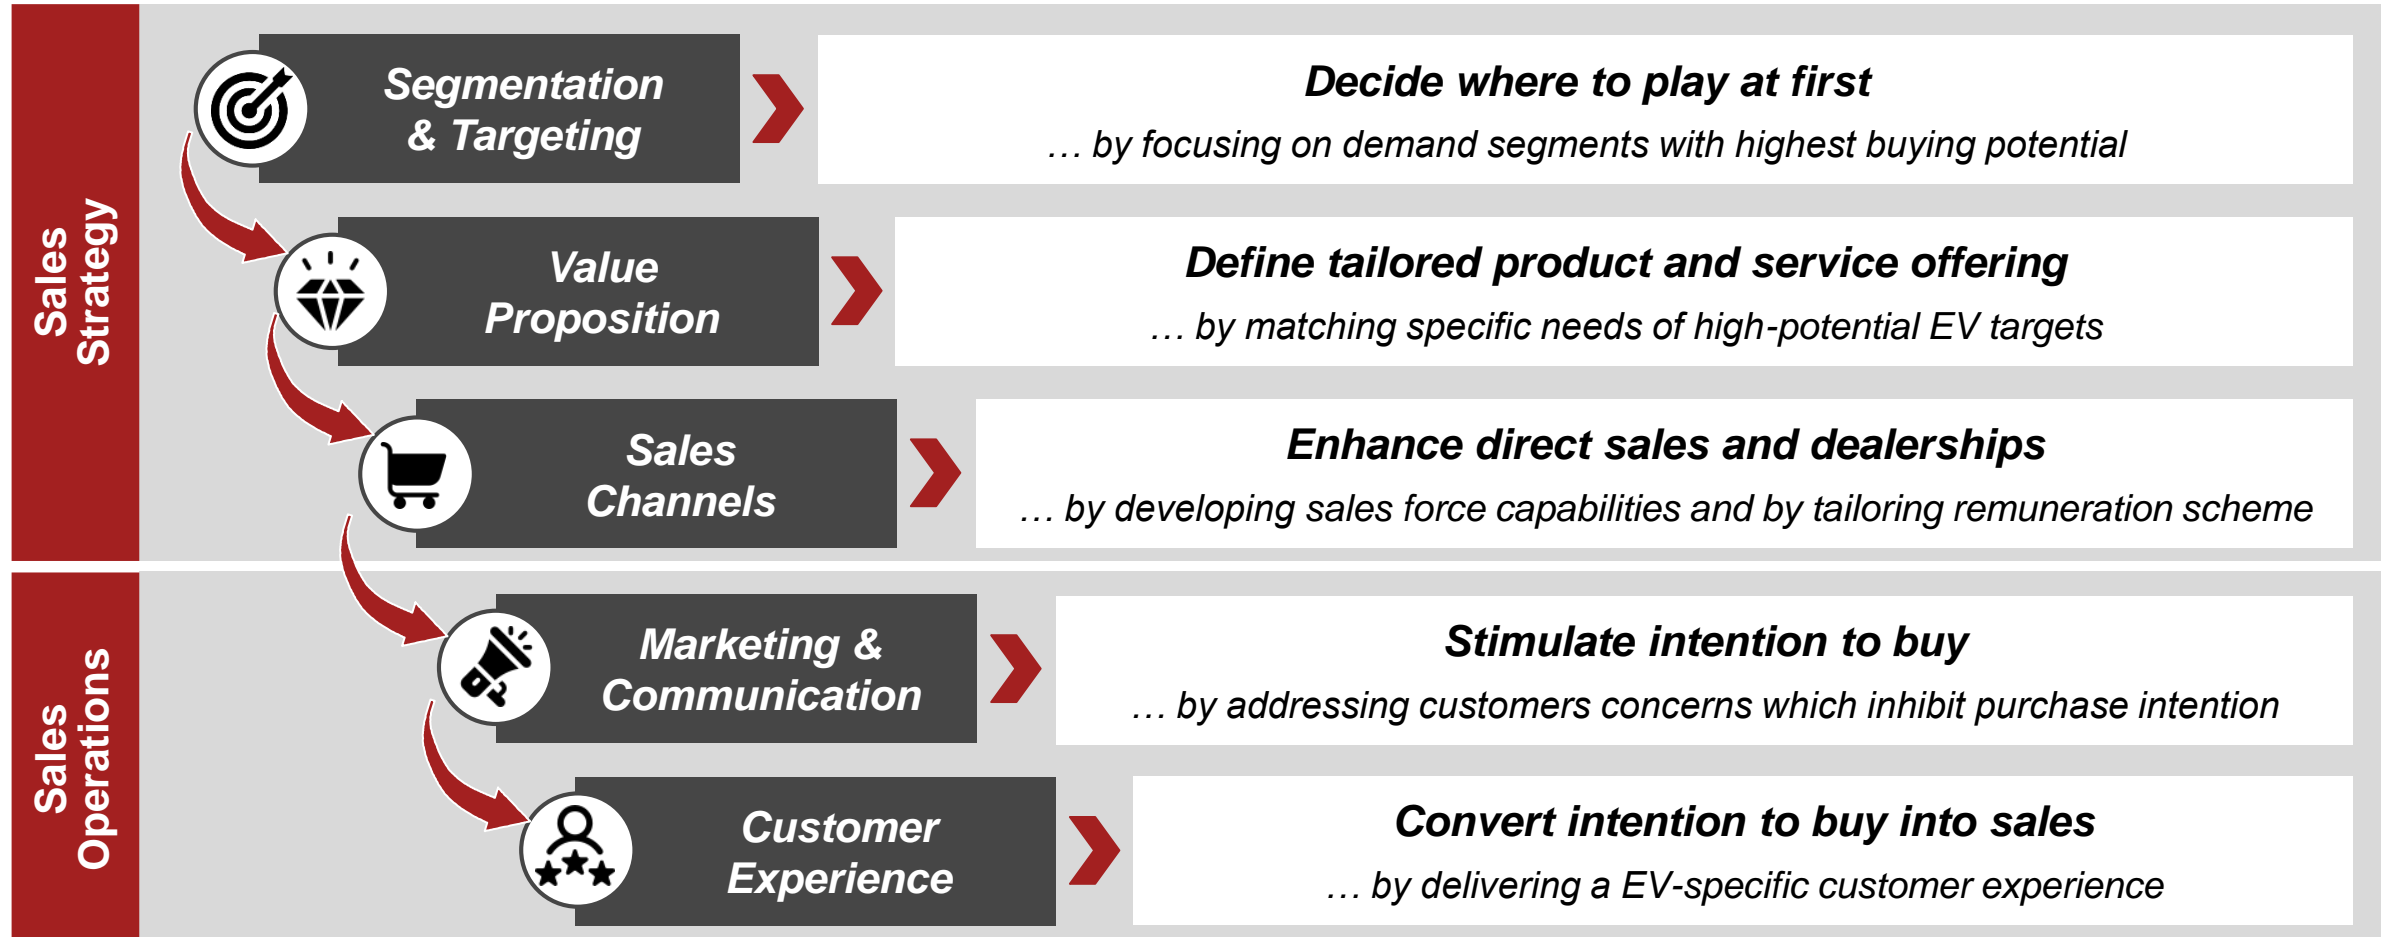 Sales
Strategy
Segmentation
& Targeting
Decide where to play at first
… by focusing on demand segments with highest buying potential
Value
Proposition
Define tailored product and service offering
… by matching specific needs of high-potential EV targets
Sales
Channels
Enhance direct sales and dealerships
… by developing sales force capabilities and by tailoring remuneration scheme
Sales
Operations
Marketing &
Communication
Stimulate intention to buy
… by addressing customers concerns which inhibit purchase intention
Customer
Experience
Convert intention to buy into sales
… by delivering a EV-specific customer experience